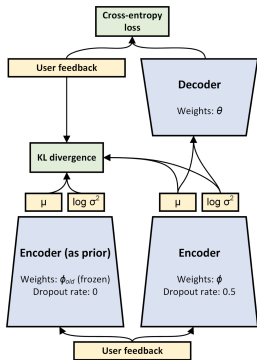 Cross-entropy
loss
User feedback
Decoder
Weights: θ
KL divergence
μ
log σ²
μ
log σ²
Encoder (as prior)
Weights: ϕold (frozen)
Dropout rate: 0
Encoder
Weights: ϕ
Dropout rate: 0.5
User feedback